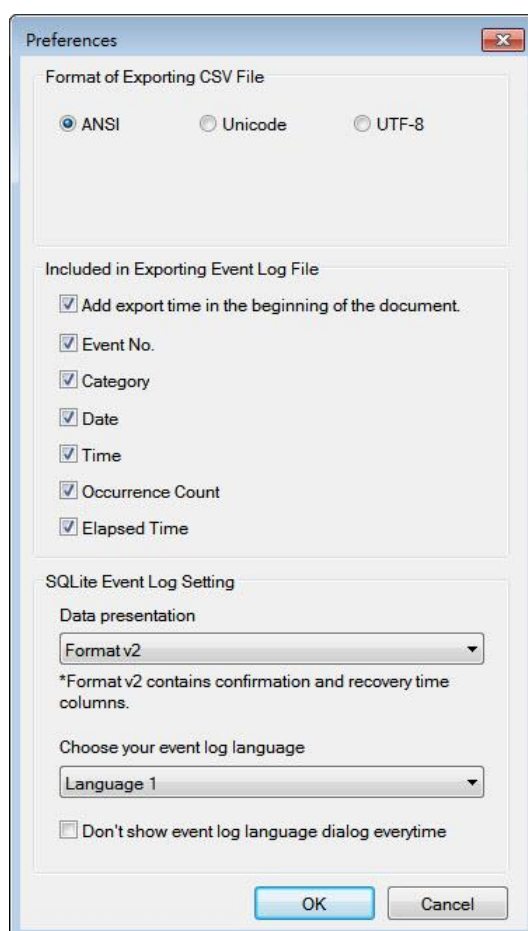 Preferences
Format of Exporting CSV File
ANSI Unicode UTF-8
Included in Exporting Event Log File
Add export time in the beginning of the document.
Event No.
Category
Date
Time
Occurrence Count
Elapsed Time
SQLite Event Log Setting
Data presentation
Format v2
*Format v2 contains confirmation and recovery time
columns.
Choose your event log language
Language 1
Don't show event log language dialog everytime
OK Cancel